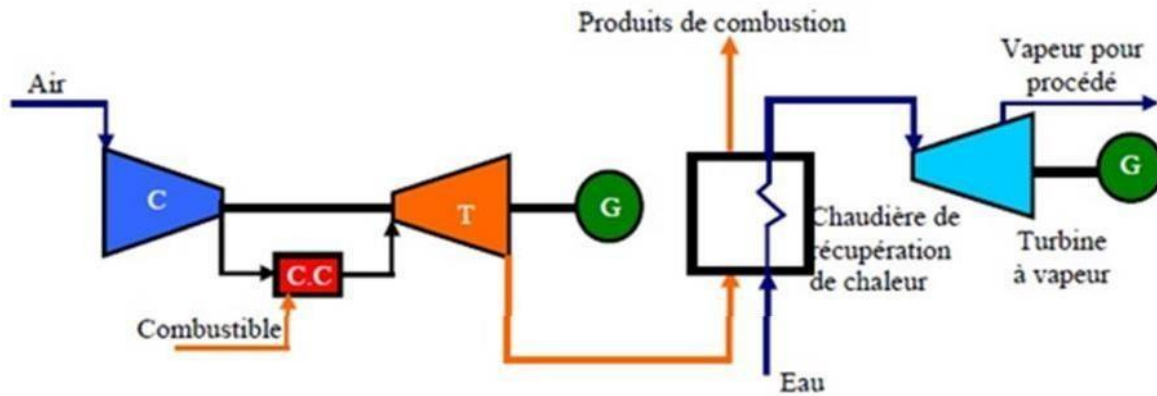 Produits de combustion
Vapeur pour
procédé
Air
C
T
G
G
C.C
Chaudière de
récupération
de chaleur
Turbine
à vapeur
Combustible
Eau